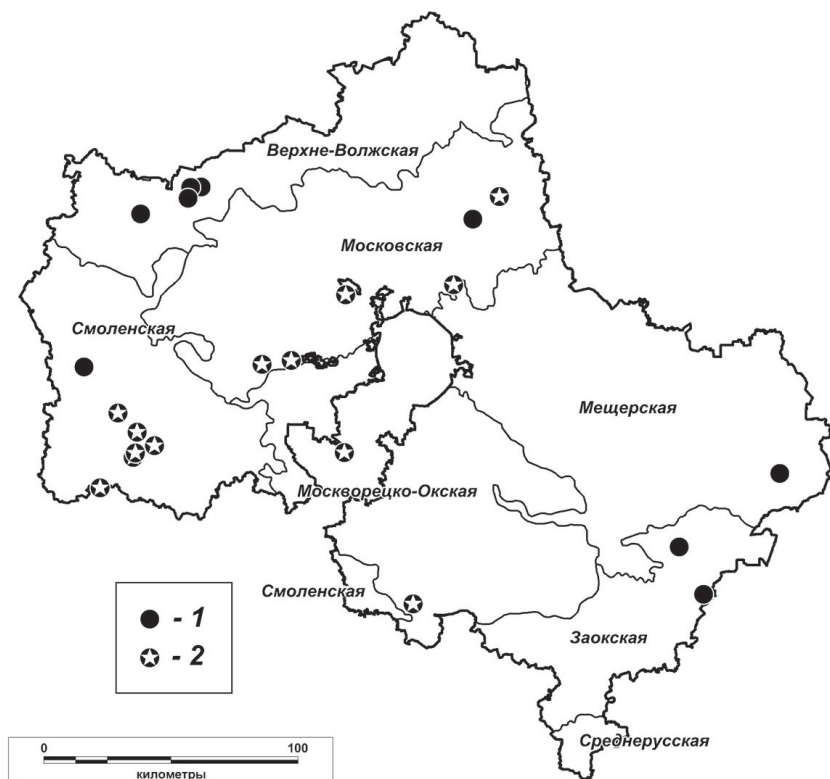 Верхне-Волжская
Московская
Смоленская
Мещерская
Москворецко-Окская
Смоленская
- 1
- 2
Заокская
Среднерусская
0 100
километры